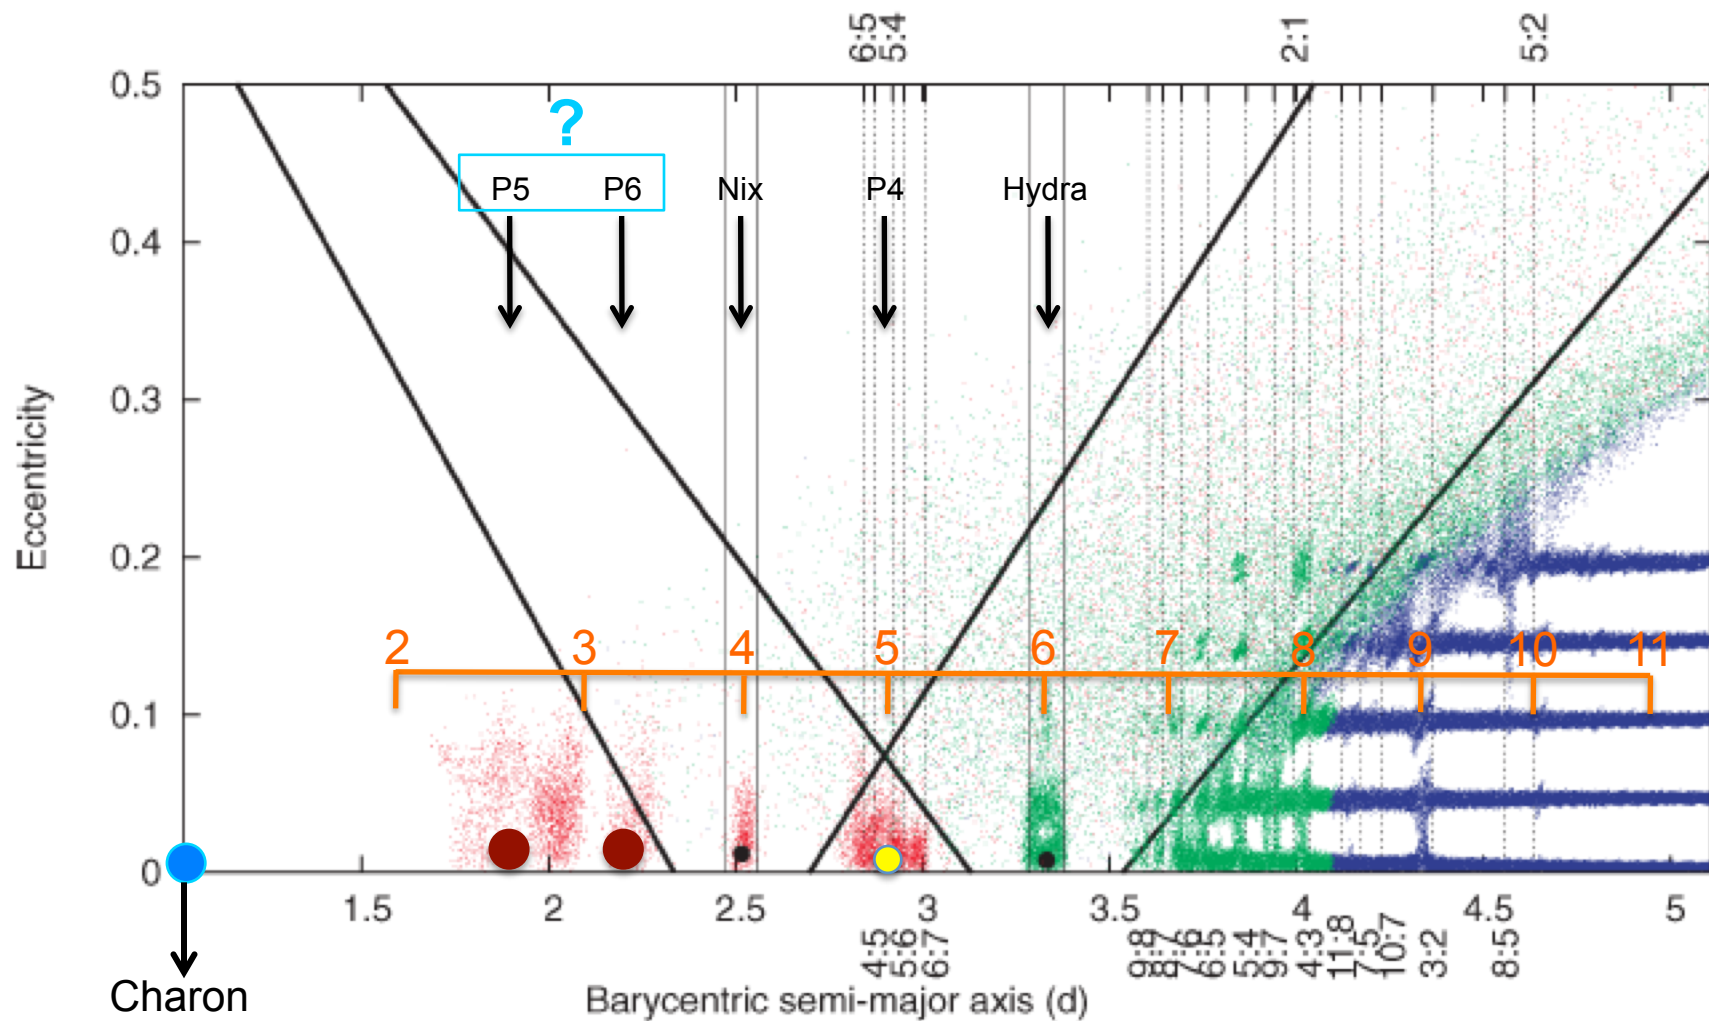 6:5 5:4 2:1 5:2
0.5
?
P5 P6 Nix P4 Hydra
0.4
0.3
Eccentricity
0.2
2 3 4 5 6 7 8 9 10 11
0.1
0
1.5 2 2.5 3 3.5 4 4.5 5
4:5 5:6 6:7 9:8 8:7 7:6 6:5 5:4 9:7 4:3 11:8 7:5 10:7 3:2 8:5
Charon
Barycentric semi-major axis (d)